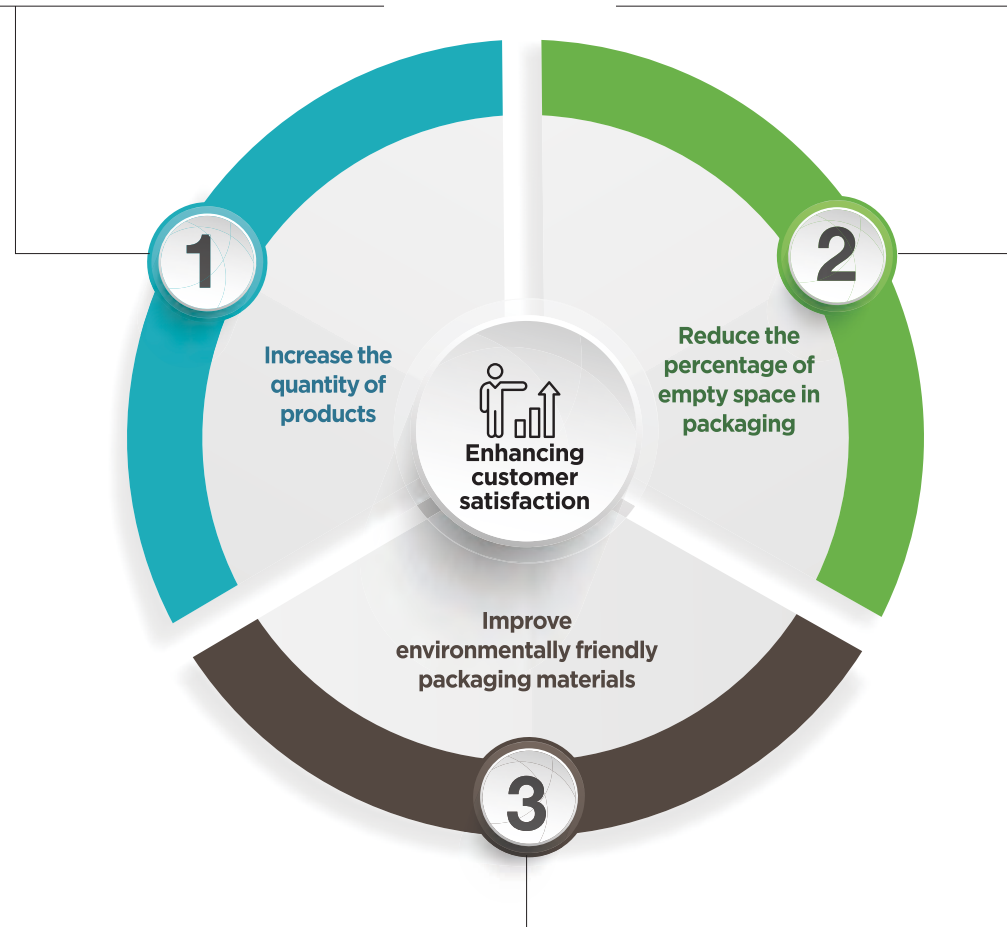 1
Increase the
quantity of
products
2
Reduce the
percentage of
empty space in
packaging
Enhancing
customer
satisfaction
Improve
environmentally friendly
packaging materials
3